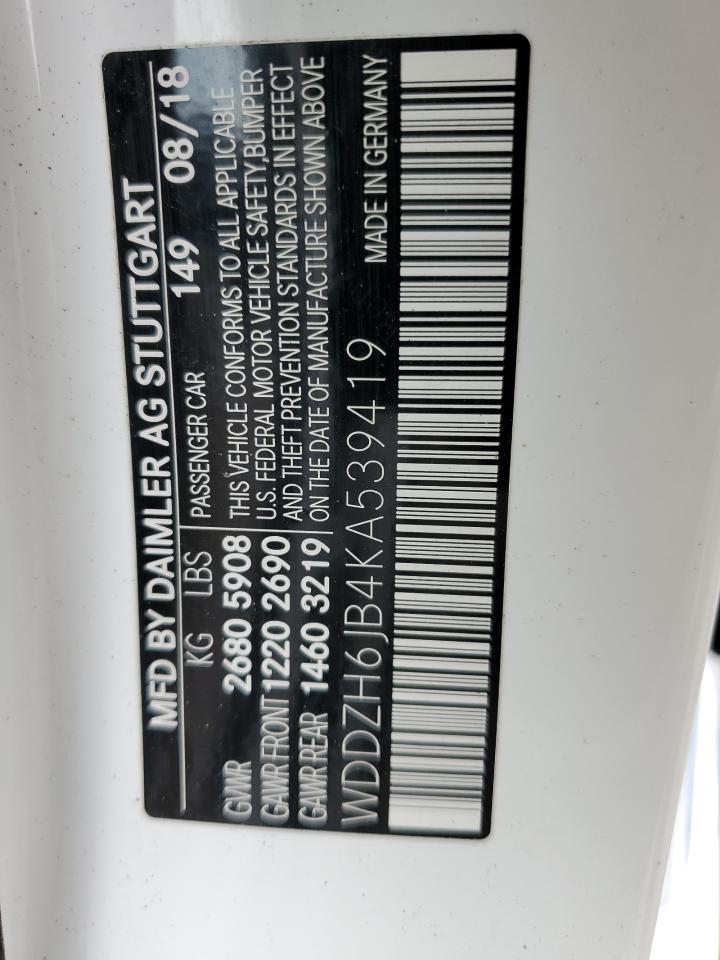 MFD BY DAIMLER AG STUTTGART
149 08/18
KG LBS PASSENGER CAR
GWR 2680 5908 THIS VEHICLE CONFORMS TO ALL APPLICABLE
GAWR FRONT 1220 2690 U.S. FEDERAL MOTOR VEHICLE SAFETY,BUMPER
AND THEFT PREVENTION STANDARDS IN EFFECT
GAWR REAR 1460 3219 ON THE DATE OF MANUFACTURE SHOWN ABOVE
WDDZH6JB4KA539419 MADE IN GERMANY